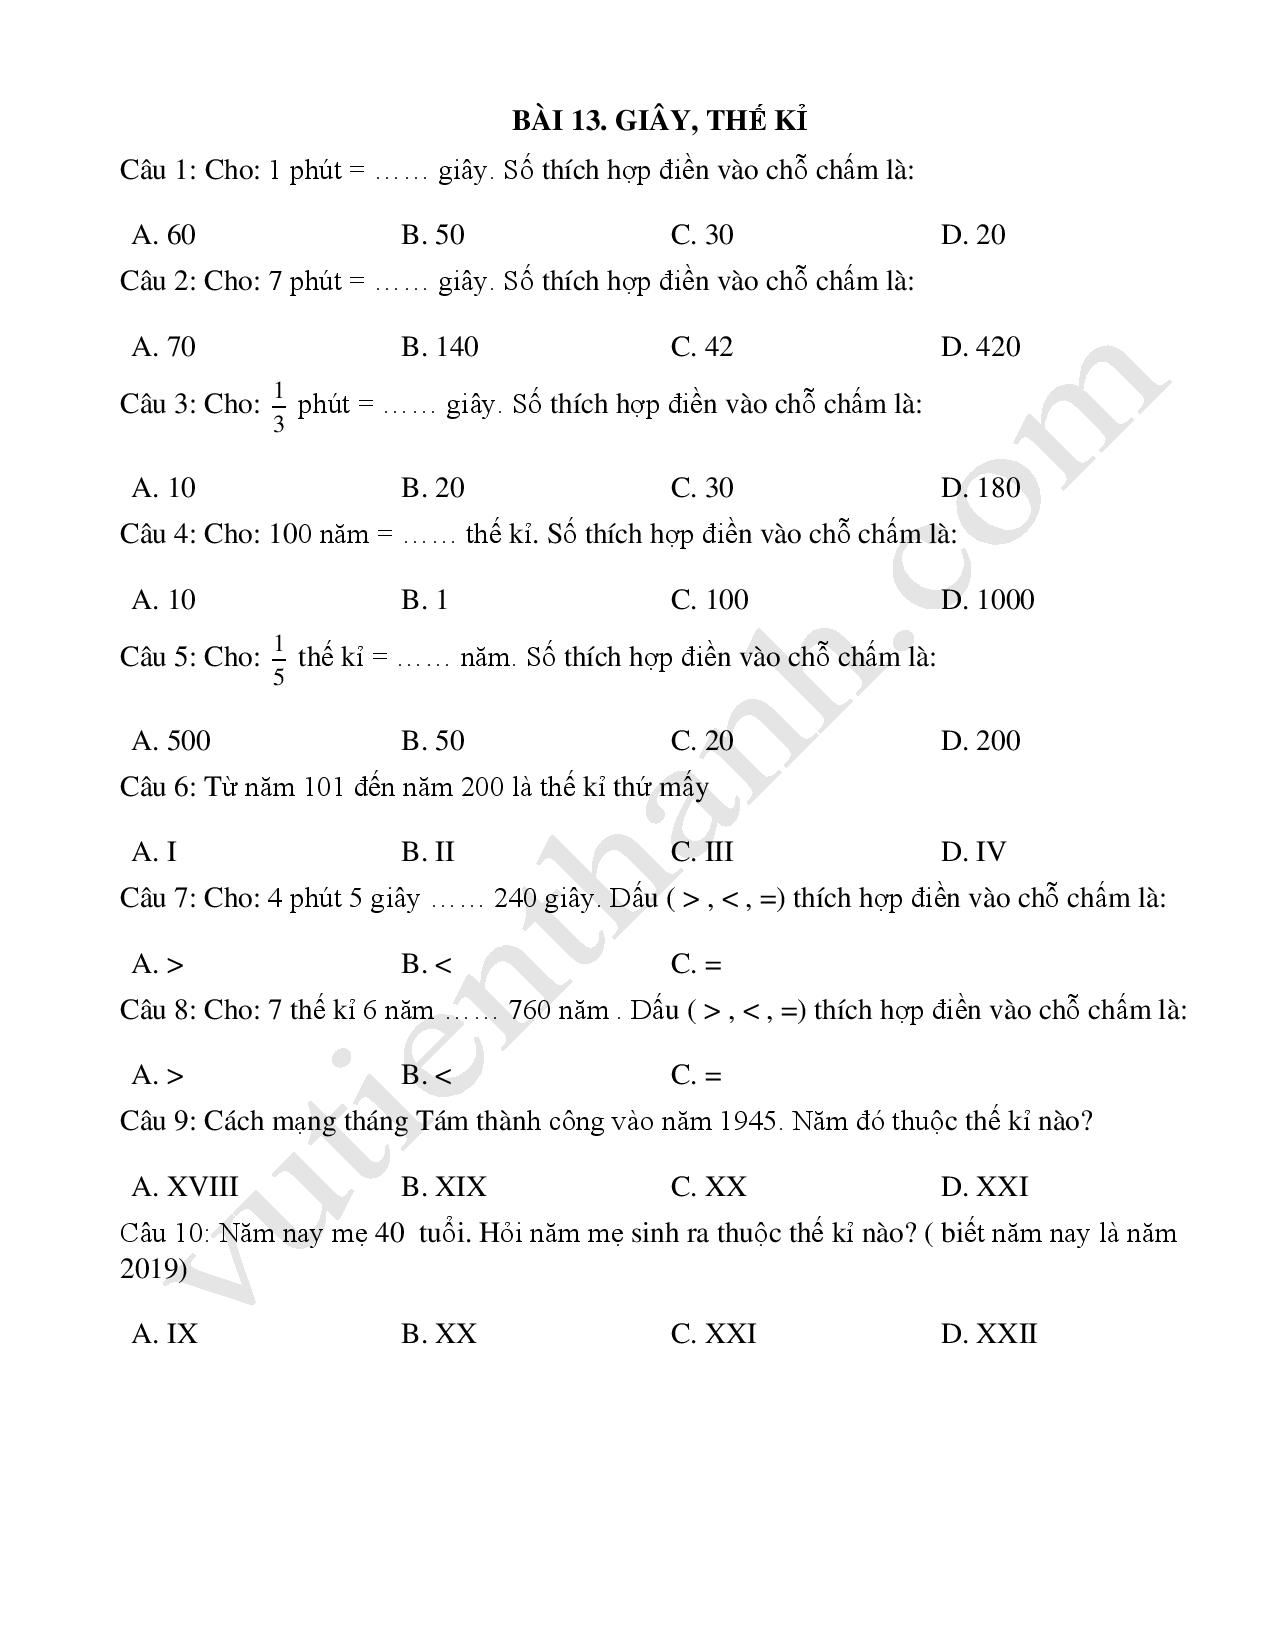 BÀI 13. GIÂY, THẾ KỈ
Câu 1: Cho: 1 phút = …… giây. Số thích hợp điền vào chỗ chấm là:
A. 60 B. 50 C. 30 D. 20
Câu 2: Cho: 7 phút = …… giây. Số thích hợp điền vào chỗ chấm là:
A. 70 B. 140 C. 42 D. 420
Câu 3: Cho: 1/3 phút = …… giây. Số thích hợp điền vào chỗ chấm là:
A. 10 B. 20 C. 30 D. 180
Câu 4: Cho: 100 năm = …… thế kỉ. Số thích hợp điền vào chỗ chấm là:
A. 10 B. 1 C. 100 D. 1000
Câu 5: Cho: 1/5 thế kỉ = …… năm. Số thích hợp điền vào chỗ chấm là:
A. 500 B. 50 C. 20 D. 200
Câu 6: Từ năm 101 đến năm 200 là thế kỉ thứ mấy
A. I B. II C. III D. IV
Câu 7: Cho: 4 phút 5 giây …… 240 giây. Dấu ( > , < , =) thích hợp điền vào chỗ chấm là:
A. > B. < C. =
Câu 8: Cho: 7 thế kỉ 6 năm …… 760 năm . Dấu ( > , < , =) thích hợp điền vào chỗ chấm là:
A. > B. < C. =
Câu 9: Cách mạng tháng Tám thành công vào năm 1945. Năm đó thuộc thế kỉ nào?
A. XVIII B. XIX C. XX D. XXI
Câu 10: Năm nay mẹ 40 tuổi. Hỏi năm mẹ sinh ra thuộc thế kỉ nào? ( biết năm nay là năm
2019)
A. IX B. XX C. XXI D. XXII
vutienthanh.com